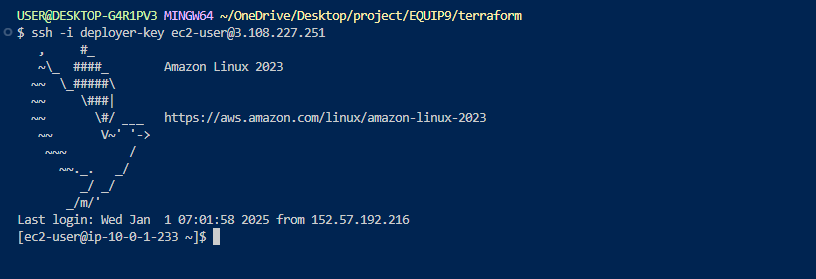 USER@DESKTOP-G4R1PV3 MINGW64 ~/OneDrive/Desktop/project/EQUIP9/terraform
$ ssh -i deployer-key ec2-user@3.108.227.251
   ,     #_
   ~\_  ####_        Amazon Linux 2023
  ~~  \_#####\
  ~~     \###|
  ~~       \#/ ___   https://aws.amazon.com/linux/amazon-linux-2023
   ~~       V~' '->
    ~~~         /
      ~~._.   _/
         _/ _/
       _/m/'
Last login: Wed Jan  1 07:01:58 2025 from 152.57.192.216
[ec2-user@ip-10-0-1-233 ~]$